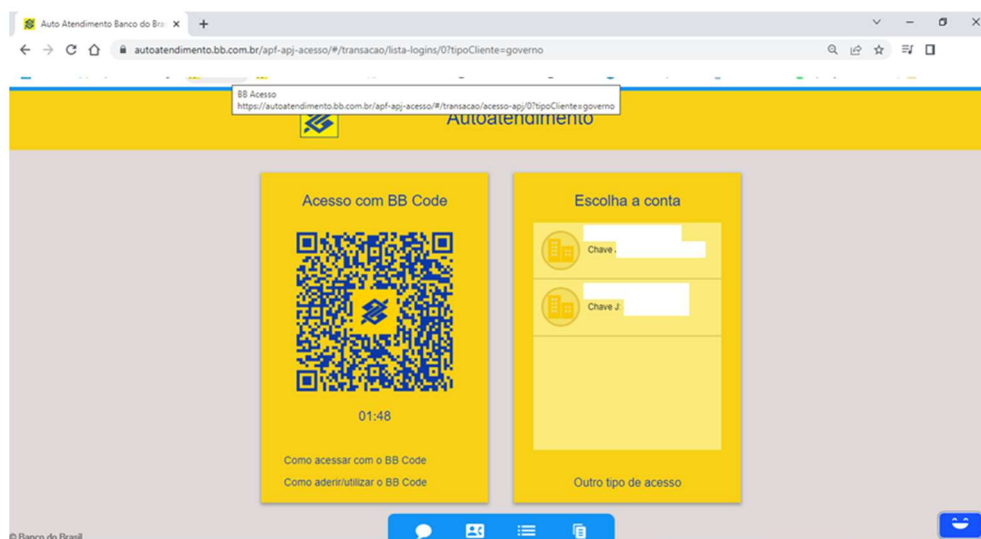 Auto Atendimento Banco do Bra
autoatendimento.bb.com.br/apf-apj-acesso/#/transacao/lista-logins/0?tipoCliente=governo
BB Acesso
https://autoatendimento.bb.com.br/apf-apj-acesso/#/transacao/acesso-apj/0?tipoCliente=governo
Autoatendimento
Acesso com BB Code
01:48
Como acessar com o BB Code
Como aderir/utilizar o BB Code
Escolha a conta
Chave
Chave J:
Outro tipo de acesso
© Banco do Brasil